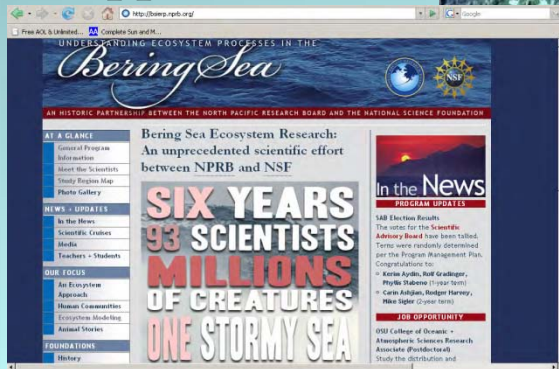 http://bsierp.nprb.org/
Google
Free AOL & Unlimited...
AA Complete Sun and M...
UNDERSTANDING ECOSYSTEM PROCESSES IN THE
Bering Sea
NSF
AN HISTORIC PARTNERSHIP BETWEEN THE NORTH PACIFIC RESEARCH BOARD AND THE NATIONAL SCIENCE FOUNDATION
AT A GLANCE
General Program
Information
Meet the Scientists
Study Region Map
Photo Gallery
NEWS + UPDATES
In the News
Scientific Cruises
Media
Teachers + Students
OUR FOCUS
An Ecosystem
Approach
Human Communities
Ecosystem Modeling
Animal Stories
FOUNDATIONS
History
Bering Sea Ecosystem Research:
An unprecedented scientific effort
between NPRB and NSF
SIX YEARS
93 SCIENTISTS
MILLIONS
OF CREATURES
ONE STORMY SEA
In the News
PROGRAM UPDATES
SAB Election Results
The votes for the Scientific
Advisory Board have been tallied.
Terms were randomly determined
per the Program Management Plan.
Congratulations to:
Kerim Aydin, Rolf Gradinger,
Phyllis Stabeno (1-year term)
Carin Ashjian, Rodger Harvey,
Mike Sigler (2-year term)
JOB OPPORTUNITY
OSU College of Oceanic +
Atmospheric Sciences Research
Associate (Postdoctoral)
Study the distribution and